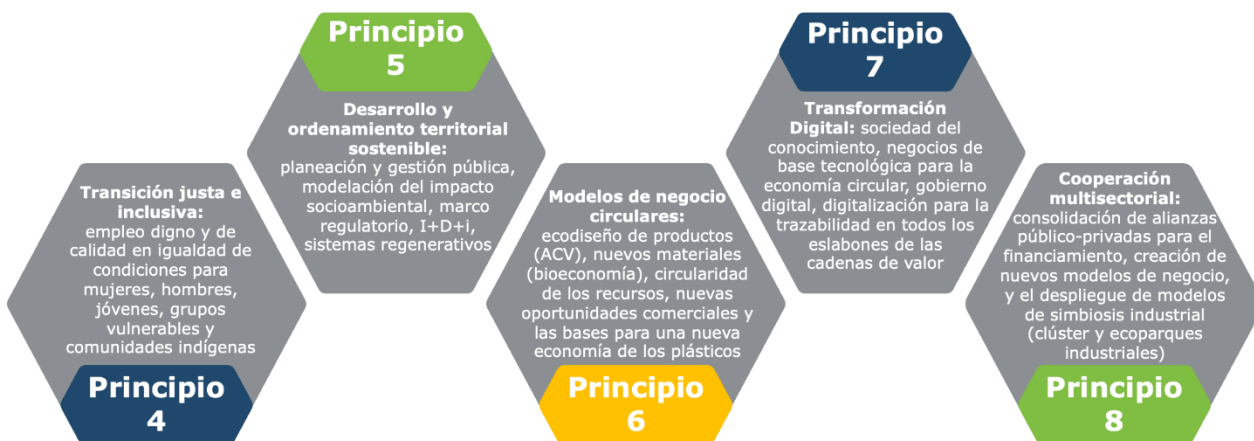 Transición justa e
inclusiva:
empleo digno y de
calidad en igualdad de
condiciones para
mujeres, hombres,
jóvenes, grupos
vulnerables y
comunidades indígenas
Principio
4
Principio
5
Desarrollo y
ordenamiento territorial
sostenible:
planeación y gestión pública,
modelación del impacto
socioambiental, marco
regulatorio, I+D+i,
sistemas regenerativos
Modelos de negocio
circulares:
ecodiseño de productos
(ACV), nuevos materiales
(bioeconomía), circularidad
de los recursos, nuevas
oportunidades comerciales y
las bases para una nueva
economía de los plásticos
Principio
6
Principio
7
Transformación
Digital: sociedad del
conocimiento, negocios de
base tecnológica para la
economía circular, gobierno
digital, digitalización para la
trazabilidad en todos los
eslabones de las
cadenas de valor
Cooperación
multisectorial:
consolidación de alianzas
público-privadas para el
financiamiento, creación de
nuevos modelos de negocio,
y el despliegue de modelos
de simbiosis industrial
(clúster y ecoparques
industriales)
Principio
8